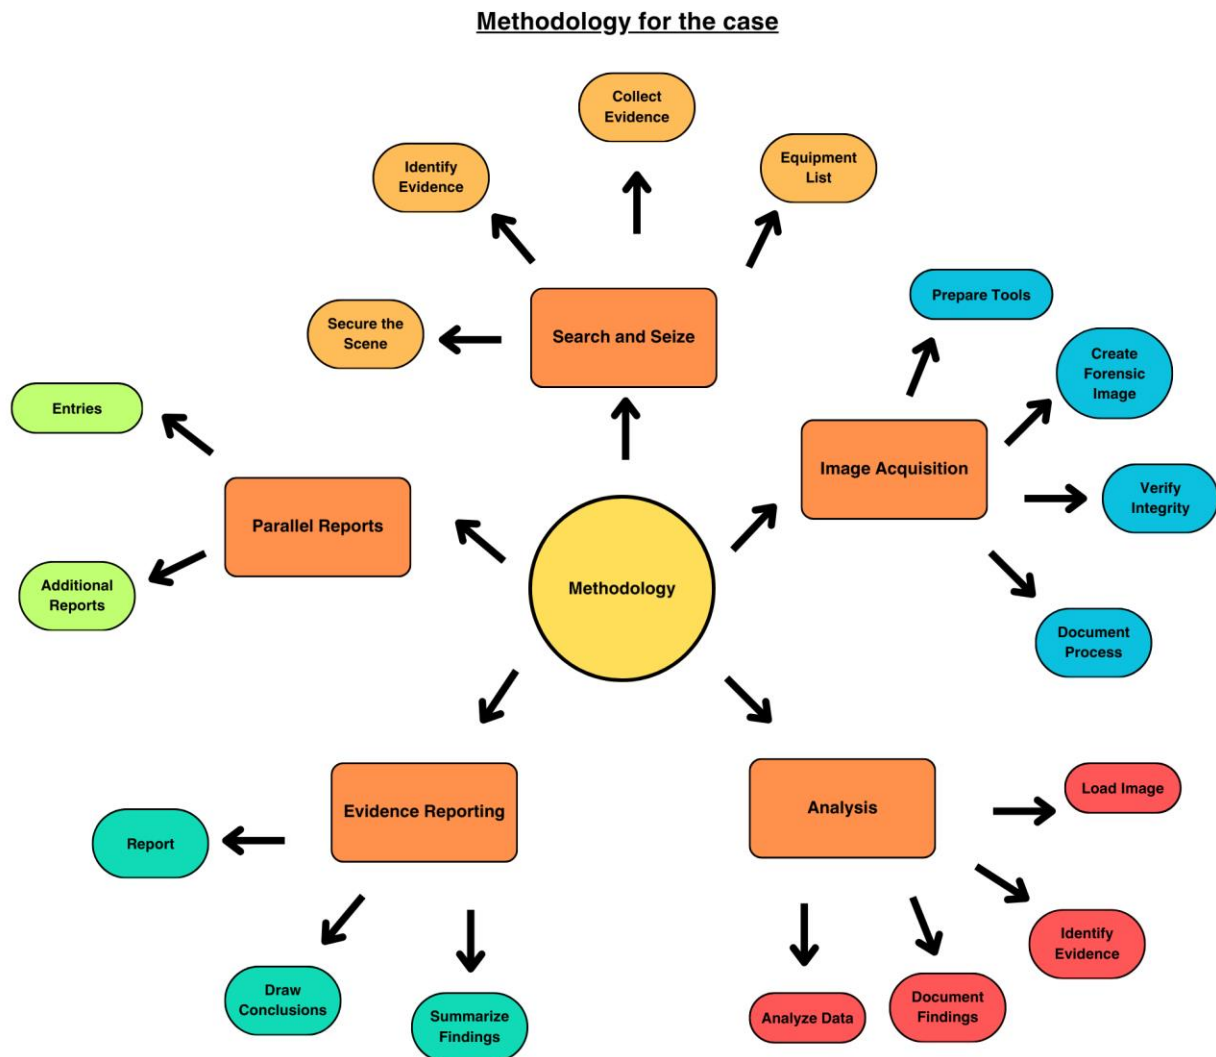 Methodology for the case
Collect
Evidence
Identify
Evidence
Equipment
List
Secure the
Scene
Search and Seize
Prepare Tools
Create
Forensic
Image
Image Acquisition
Verify
Integrity
Document
Process
Entries
Parallel Reports
Additional
Reports
Methodology
Evidence Reporting
Report
Draw
Conclusions
Summarize
Findings
Analysis
Load Image
Identify
Evidence
Document
Findings
Analyze Data